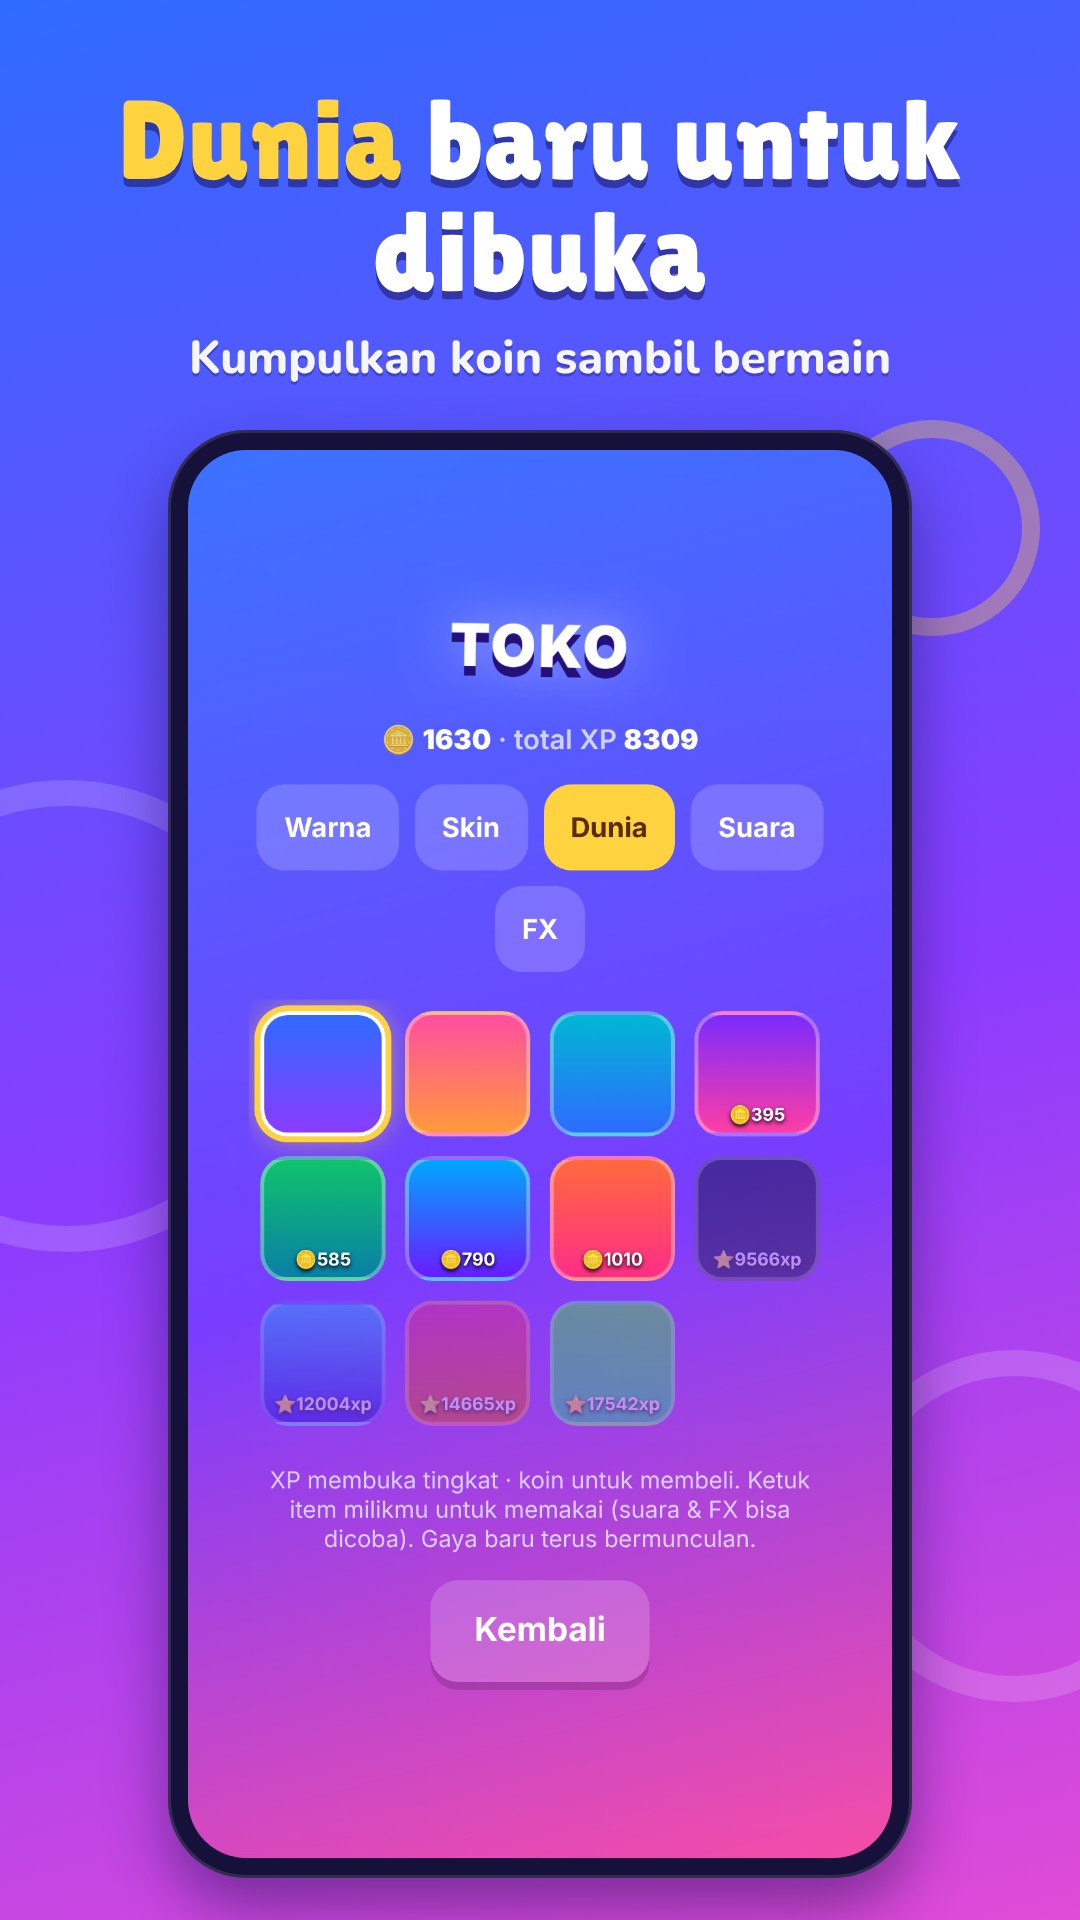 Dunia baru untuk
dibuka
Kumpulkan koin sambil bermain
TOKO
1630 · total XP 8309
Warna
Skin
Dunia
Suara
FX
395
585
790
1010
9566xp
12004xp
14665xp
17542xp
XP membuka tingkat · koin untuk membeli. Ketuk
item milikmu untuk memakai (suara & FX bisa
dicoba). Gaya baru terus bermunculan.
Kembali